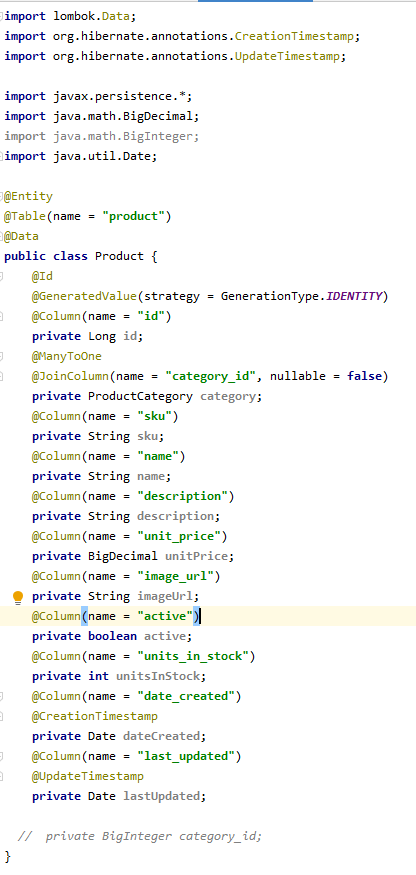 import lombok.Data;
import org.hibernate.annotations.CreationTimestamp;
import org.hibernate.annotations.UpdateTimestamp;

import javax.persistence.*;
import java.math.BigDecimal;
import java.math.BigInteger;
import java.util.Date;

@Entity
@Table(name = "product")
@Data
public class Product {
    @Id
    @GeneratedValue(strategy = GenerationType.IDENTITY)
    @Column(name = "id")
    private Long id;
    @ManyToOne
    @JoinColumn(name = "category_id", nullable = false)
    private ProductCategory category;
    @Column(name = "sku")
    private String sku;
    @Column(name = "name")
    private String name;
    @Column(name = "description")
    private String description;
    @Column(name = "unit_price")
    private BigDecimal unitPrice;
    @Column(name = "image_url")
    private String imageUrl;
    @Column(name = "active")
    private boolean active;
    @Column(name = "units_in_stock")
    private int unitsInStock;
    @Column(name = "date_created")
    @CreationTimestamp
    private Date dateCreated;
    @Column(name = "last_updated")
    @UpdateTimestamp
    private Date lastUpdated;

  //  private BigInteger category_id;
}